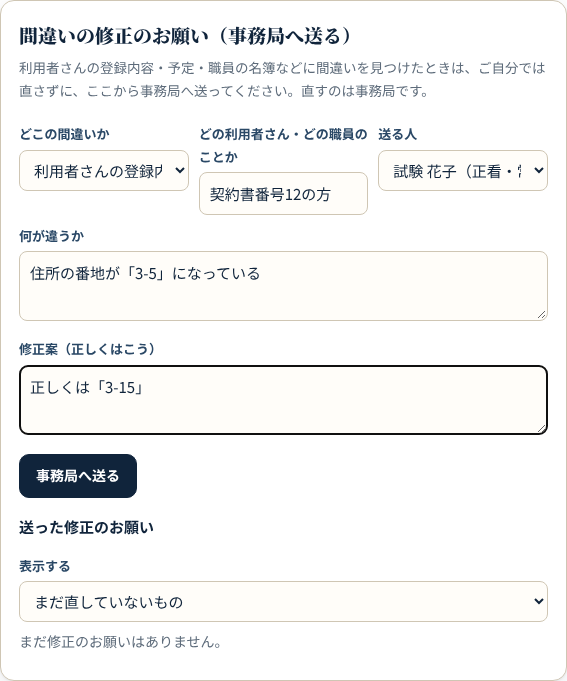 間違いの修正のお願い（事務局へ送る）
利用者さんの登録内容・予定・職員の名簿などに間違いを見つけたときは、ご自分では
直さずに、ここから事務局へ送ってください。直すのは事務局です。
どこの間違いか
利用者さんの登録内
どの利用者さん・どの職員の
ことか
契約書番号12の方
送る人
試験 花子（正看・
何が違うか
住所の番地が「3-5」になっている
修正案（正しくはこう）
正しくは「3-15」
事務局へ送る
送った修正のお願い
表示する
まだ直していないもの
まだ修正のお願いはありません。